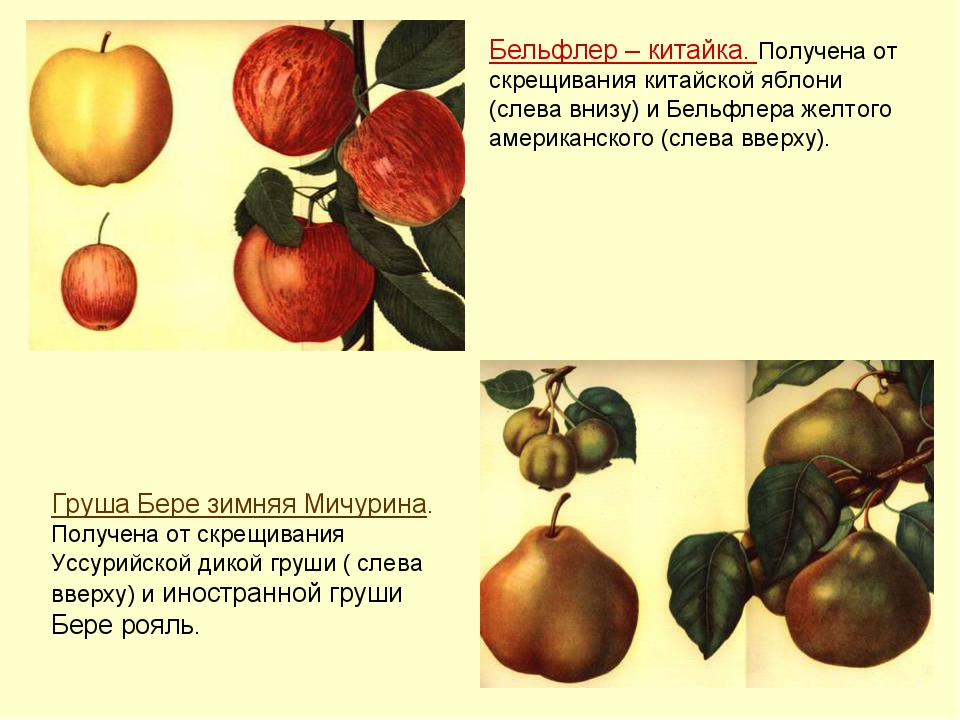 Бельфлер – китайка. Получена от
скрещивания китайской яблони
(слева внизу) и Бельфлера желтого
американского (слева вверху).
Груша Бере зимняя Мичурина.
Получена от скрещивания
Уссурийской дикой груши ( слева
вверху) и иностранной груши
Бере рояль.